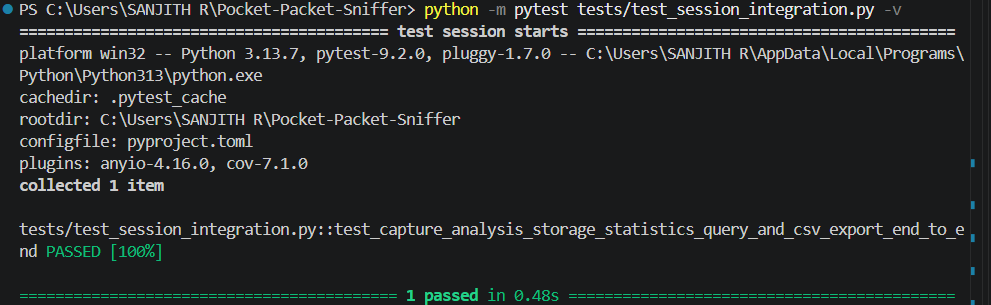 PS C:\Users\SANJITH R\Pocket-Packet-Sniffer> python -m pytest tests/test_session_integration.py -v
======================================= test session starts ========================================
platform win32 -- Python 3.13.7, pytest-9.2.0, pluggy-1.7.0 -- C:\Users\SANJITH R\AppData\Local\Programs\
Python\Python313\python.exe
cachedir: .pytest_cache
rootdir: C:\Users\SANJITH R\Pocket-Packet-Sniffer
configfile: pyproject.toml
plugins: anyio-4.16.0, cov-7.1.0
collected 1 item
tests/test_session_integration.py::test_capture_analysis_storage_statistics_query_and_csv_export_end_to_e
nd PASSED [100%]
======================================== 1 passed in 0.48s =========================================